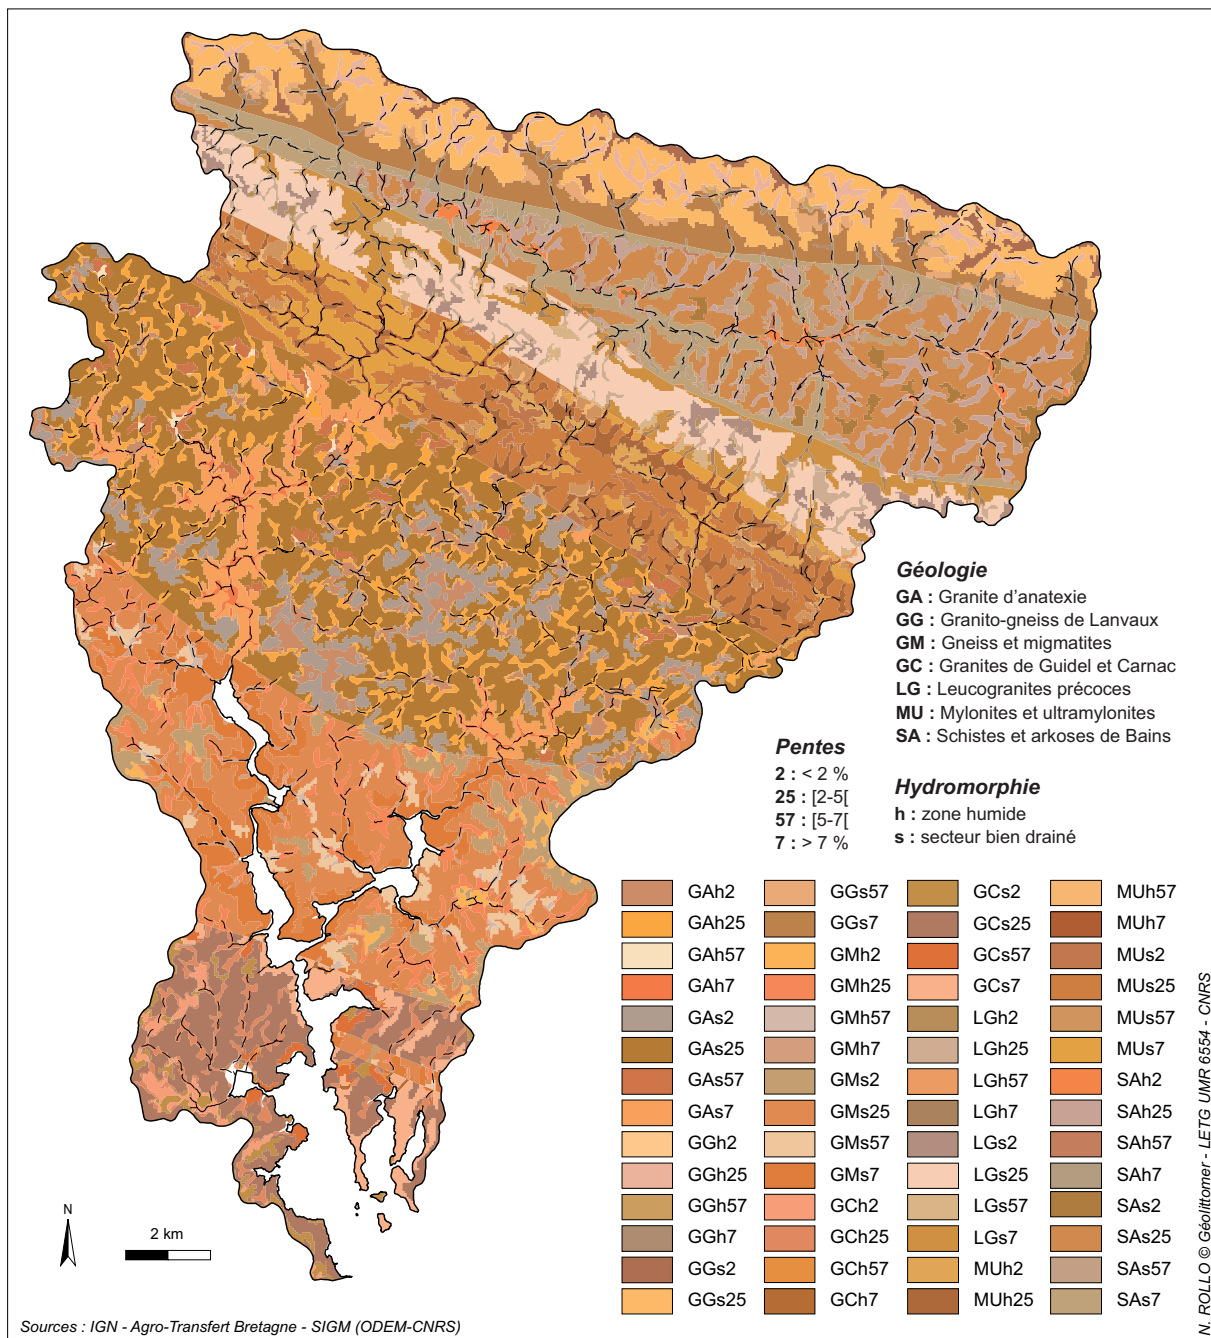 Géologie
GA : Granite d'anatexie
GG : Granito-gneiss de Lanvaux
GM : Gneiss et migmatites
GC : Granites de Guidel et Carnac
LG : Leucogranites précoces
MU : Mylonites et ultramylonites
SA : Schistes et arkoses de Bains
Pentes
2 : < 2 %
25 : [2-5[
57 : [5-7[
7 : > 7 %
Hydromorphie
h : zone humide
s : secteur bien drainé
GAh2
GAh25
GAh57
GAh7
GAs2
GAs25
GAs57
GAs7
GGh2
GGh25
GGh57
GGh7
GGs2
GGs25
GGs57
GGs7
GMh2
GMh25
GMh57
GMh7
GMs2
GMs25
GMs57
GMs7
GCh2
GCh25
GCh57
GCh7
GCs2
GCs25
GCs57
GCs7
LGh2
LGh25
LGh57
LGh7
LGs2
LGs25
LGs57
LGs7
MUh2
MUh25
MUh57
MUh7
MUs2
MUs25
MUs57
MUs7
SAh2
SAh25
SAh57
SAh7
SAs2
SAs25
SAs57
SAs7
N
2 km
Sources : IGN - Agro-Transfert Bretagne - SIGM (ODEM-CNRS)
N. ROLLO © Géolittomer - LETG UMR 6554 - CNRS